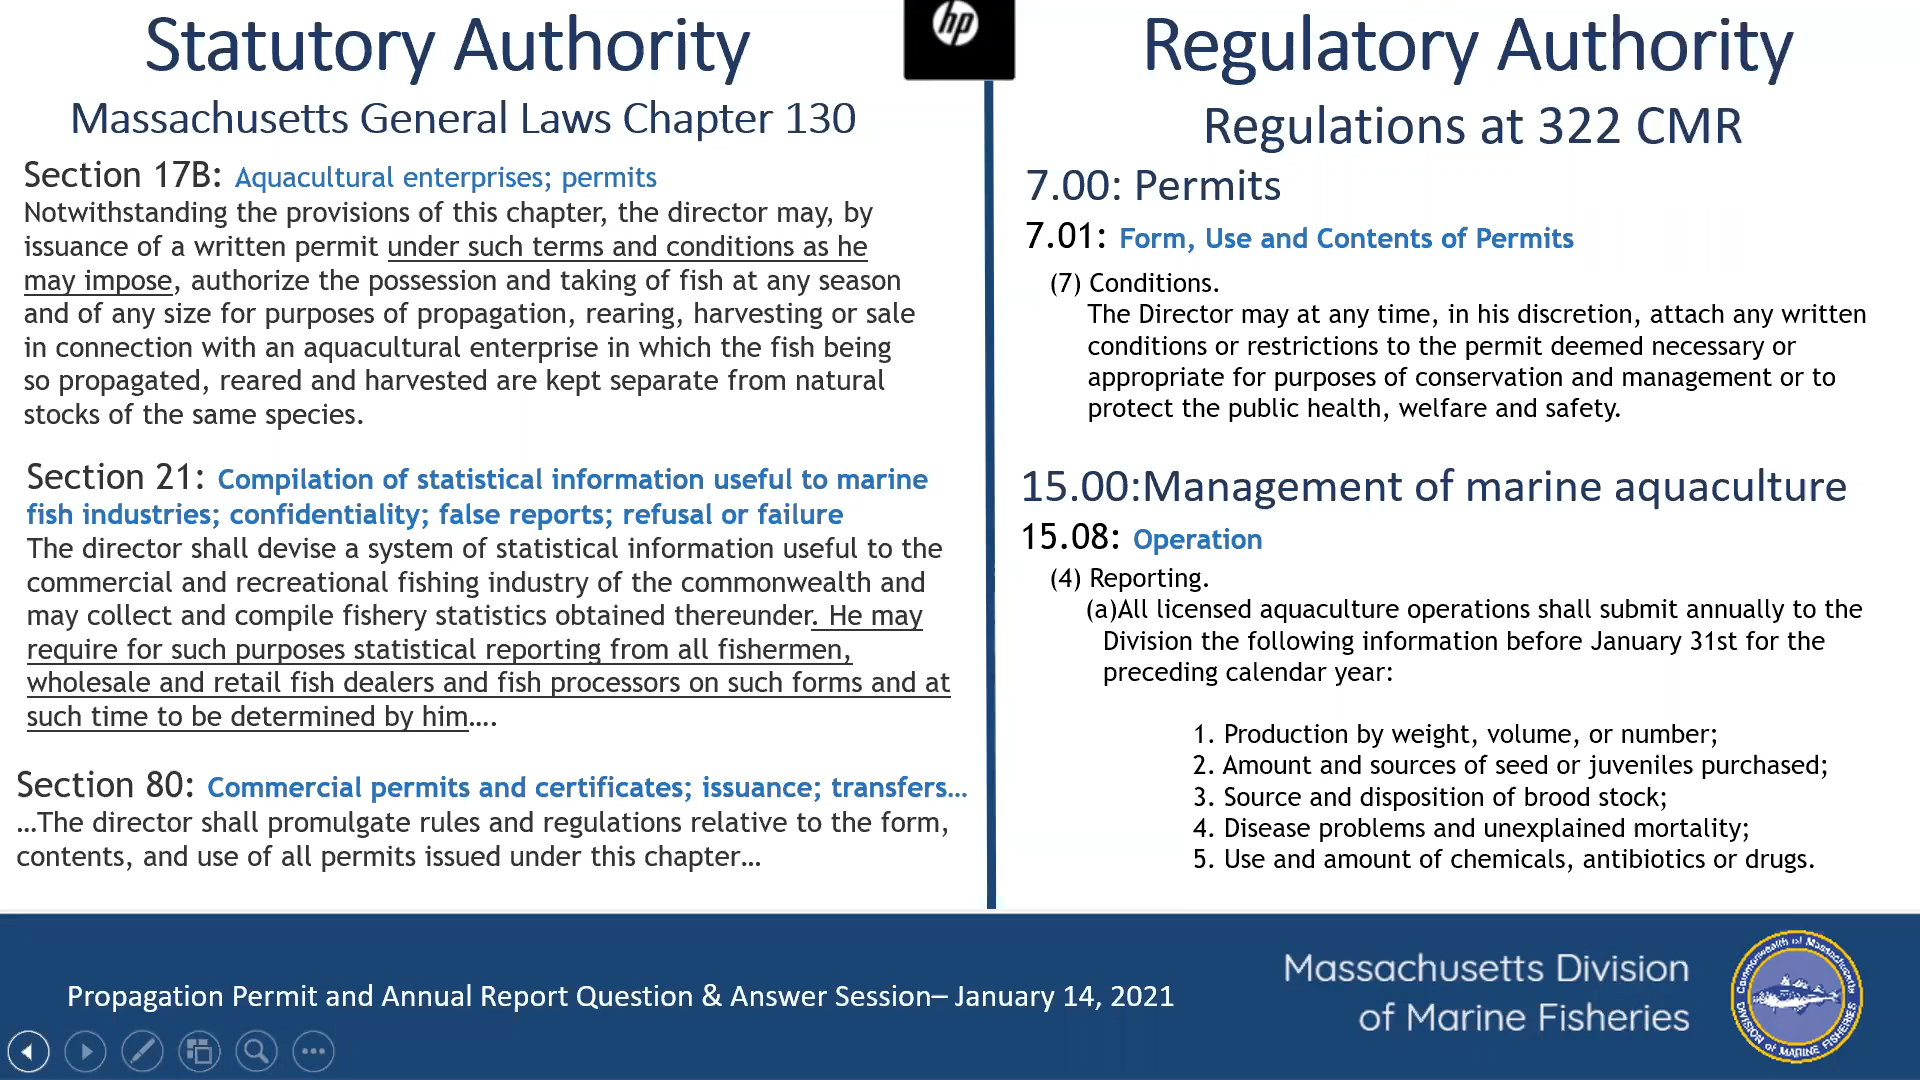 Statutory Authority
Massachusetts General Laws Chapter 130
Section 17B: Aquacultural enterprises; permits
Notwithstanding the provisions of this chapter, the director may, by
issuance of a written permit under such terms and conditions as he
may impose, authorize the possession and taking of fish at any season
and of any size for purposes of propagation, rearing, harvesting or sale
in connection with an aquacultural enterprise in which the fish being
so propagated, reared and harvested are kept separate from natural
stocks of the same species.
Section 21: Compilation of statistical information useful to marine
fish industries; confidentiality; false reports; refusal or failure
The director shall devise a system of statistical information useful to the
commercial and recreational fishing industry of the commonwealth and
may collect and compile fishery statistics obtained thereunder. He may
require for such purposes statistical reporting from all fishermen,
wholesale and retail fish dealers and fish processors on such forms and at
such time to be determined by him….
Section 80: Commercial permits and certificates; issuance; transfers…
…The director shall promulgate rules and regulations relative to the form,
contents, and use of all permits issued under this chapter…
hp
Regulatory Authority
Regulations at 322 CMR
7.00: Permits
7.01: Form, Use and Contents of Permits
(7) Conditions.
The Director may at any time, in his discretion, attach any written
conditions or restrictions to the permit deemed necessary or
appropriate for purposes of conservation and management or to
protect the public health, welfare and safety.
15.00:Management of marine aquaculture
15.08: Operation
(4) Reporting.
(a)All licensed aquaculture operations shall submit annually to the
Division the following information before January 31st for the
preceding calendar year:
1. Production by weight, volume, or number;
2. Amount and sources of seed or juveniles purchased;
3. Source and disposition of brood stock;
4. Disease problems and unexplained mortality;
5. Use and amount of chemicals, antibiotics or drugs.
Propagation Permit and Annual Report Question & Answer Session– January 14, 2021
Massachusetts Division
of Marine Fisheries
Commonwealth of Massachusetts
DIVISION of MARINE FISHERIES